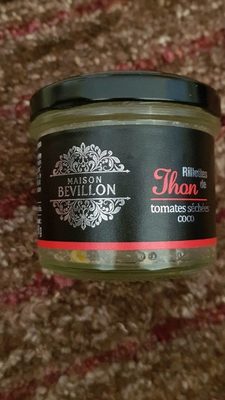 MAISON
BEVILLON
Rillettes
de
Thon
tomates séchées
coco